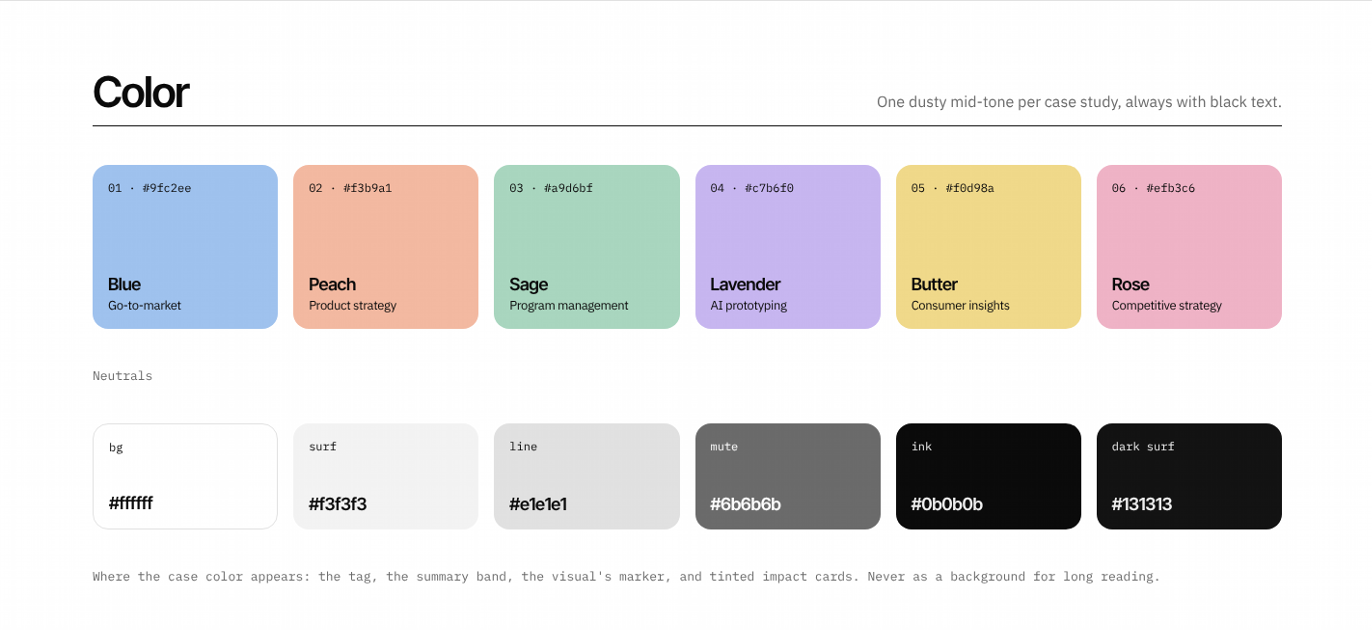 Color
One dusty mid-tone per case study, always with black text.
01 · #9fc2ee
Blue
Go-to-market
02 · #f3b9a1
Peach
Product strategy
03 · #a9d6bf
Sage
Program management
04 · #c7b6f0
Lavender
AI prototyping
05 · #f0d98a
Butter
Consumer insights
06 · #efb3c6
Rose
Competitive strategy
Neutrals
bg
#ffffff
surf
#f3f3f3
line
#e1e1e1
mute
#6b6b6b
ink
#0b0b0b
dark surf
#131313
Where the case color appears: the tag, the summary band, the visual's marker, and tinted impact cards. Never as a background for long reading.